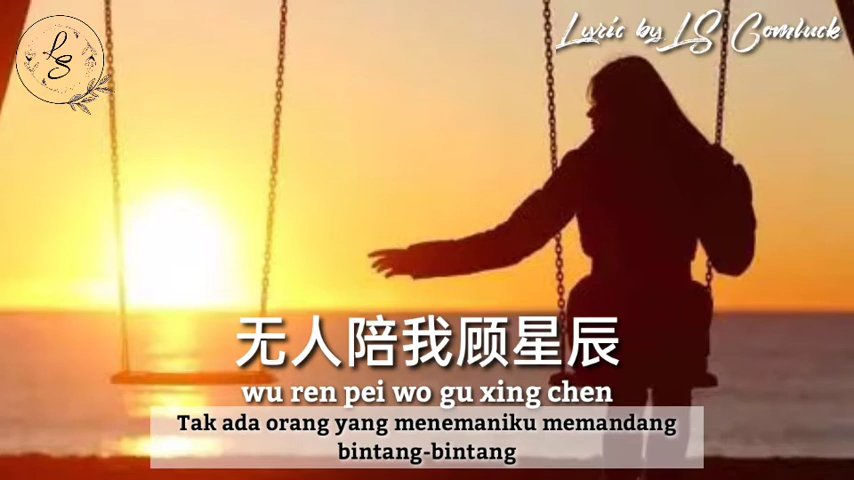 LS
Lyric by LS Comluck
无人陪我顾星辰
wu ren pei wo gu xing chen
Tak ada orang yang menemaniku memandang
bintang-bintang